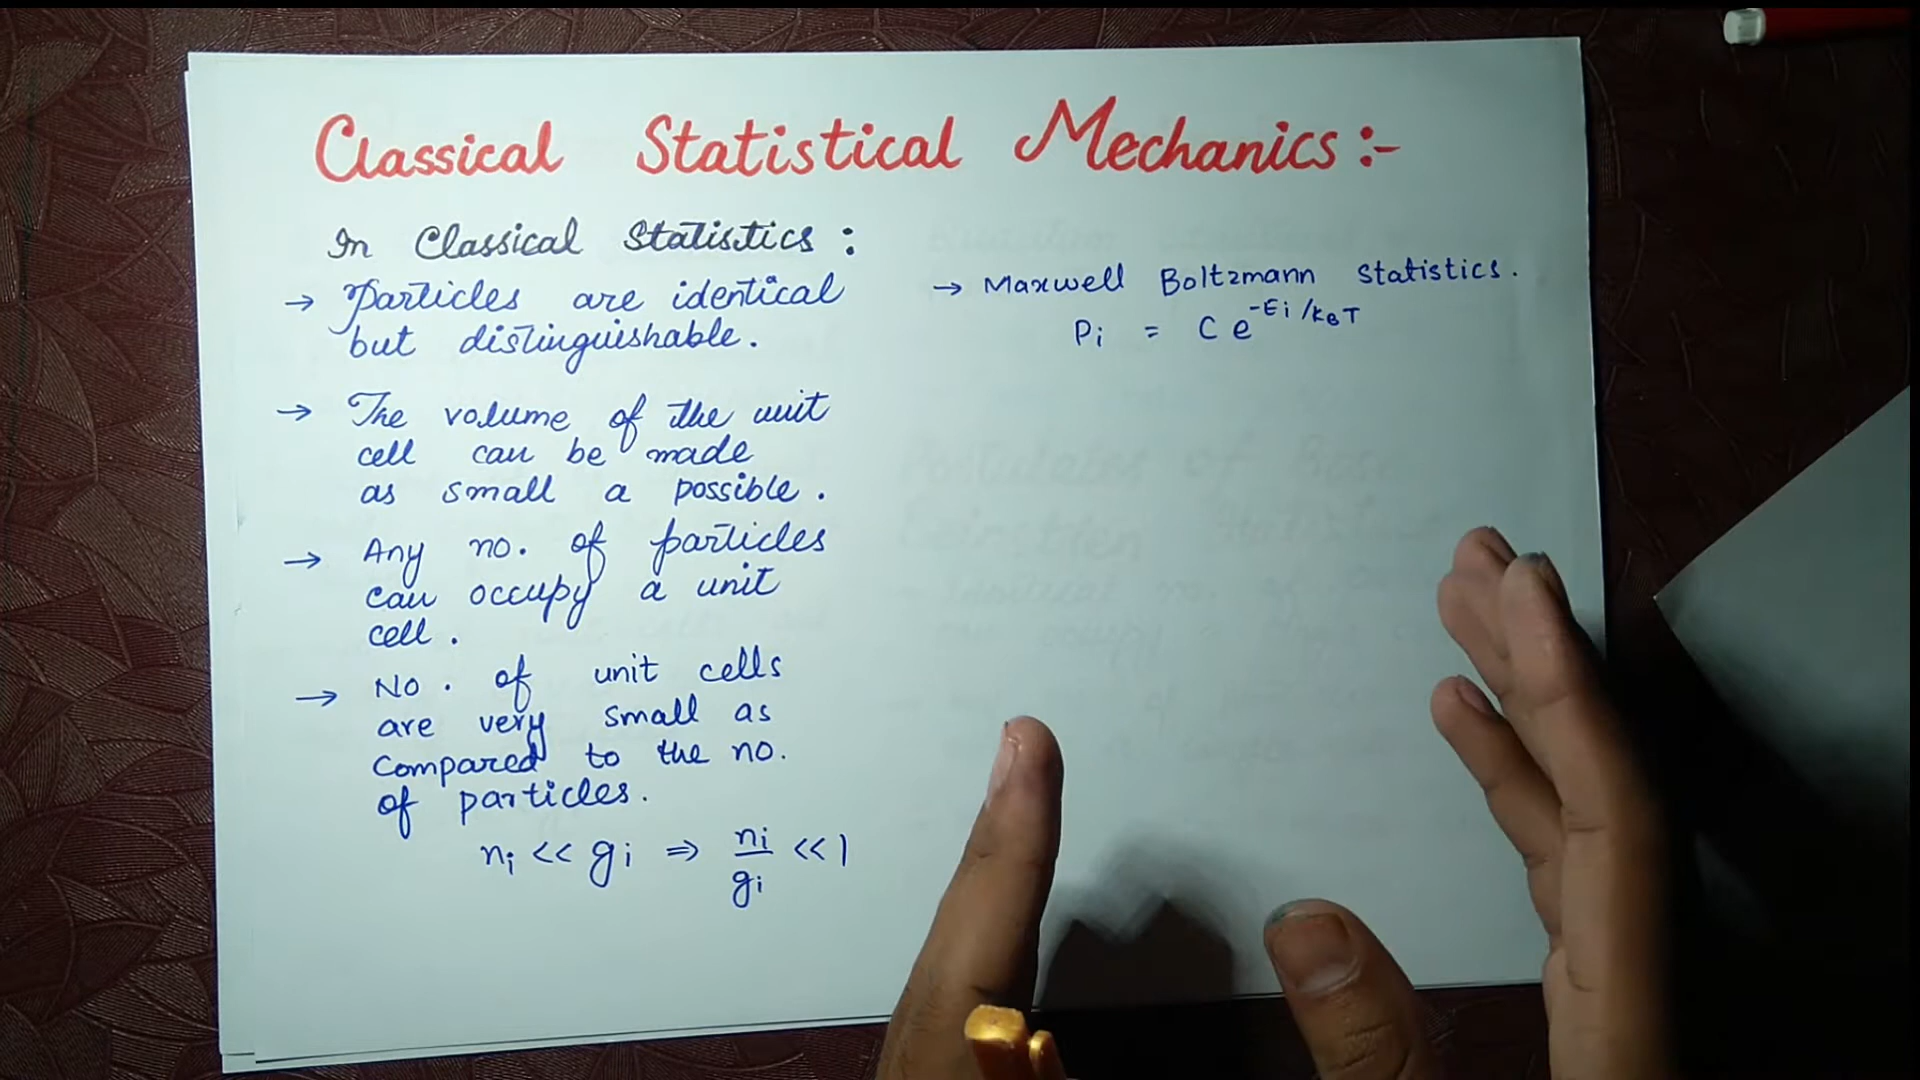 Classical Statistical Mechanics:-
In Classical Statistics :
→ Particles are identical
but distinguishable.
→ The volume of the unit
cell can be made
as small a possible.
→ Any no. of particles
can occupy a unit
cell.
→ No. of unit cells
are very small as
compared to the no.
of particles.
nᵢ << gᵢ ⇒ nᵢ/gᵢ << 1
→ Maxwell Boltzmann Statistics.
Pᵢ = C e^(-Eᵢ/k_BT)